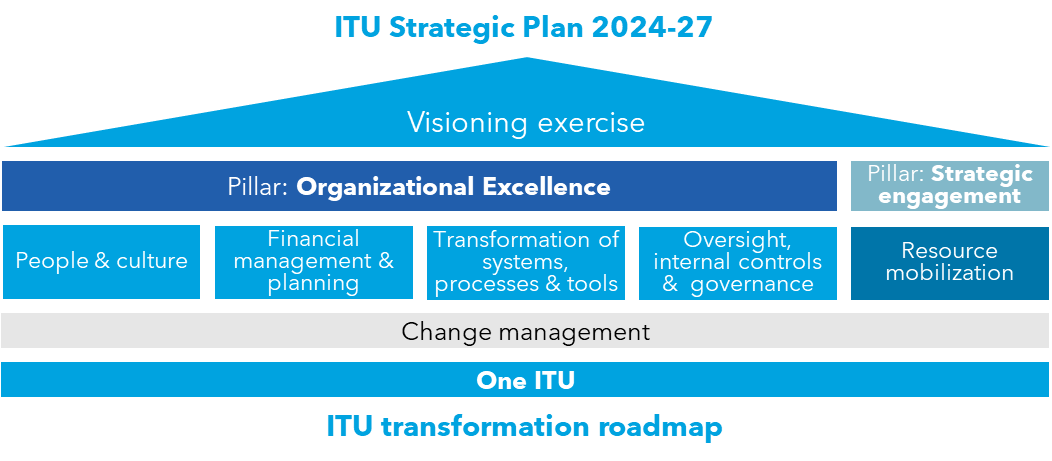 ITU Strategic Plan 2024-27
Visioning exercise
Pillar: Organizational Excellence
Pillar: Strategic
engagement
People & culture
Financial
management &
planning
Transformation of
systems,
processes & tools
Oversight,
internal controls
& governance
Resource
mobilization
Change management
One ITU
ITU transformation roadmap